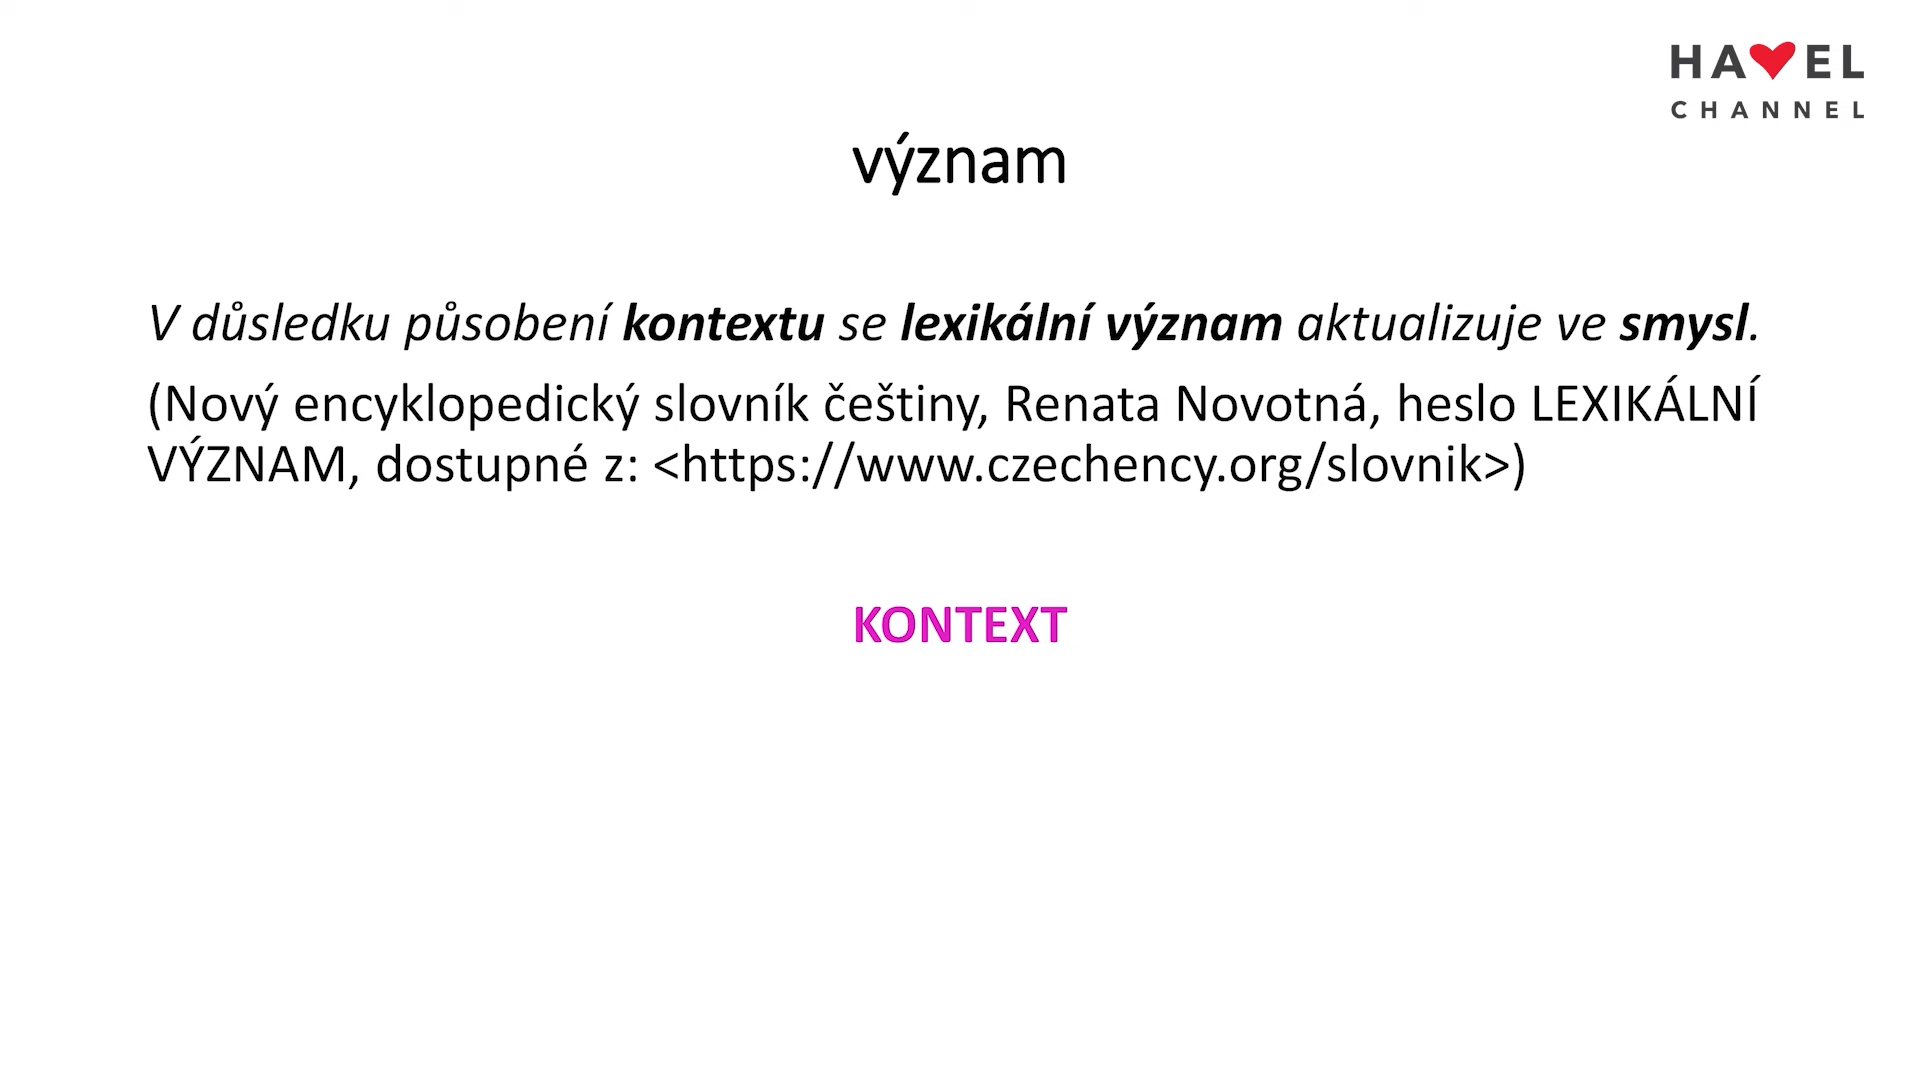 HAVEL
CHANNEL
význam
V důsledku působení kontextu se lexikální význam aktualizuje ve smysl.
(Nový encyklopedický slovník češtiny, Renata Novotná, heslo LEXIKÁLNÍ
VÝZNAM, dostupné z: <https://www.czechency.org/slovnik>)
KONTEXT